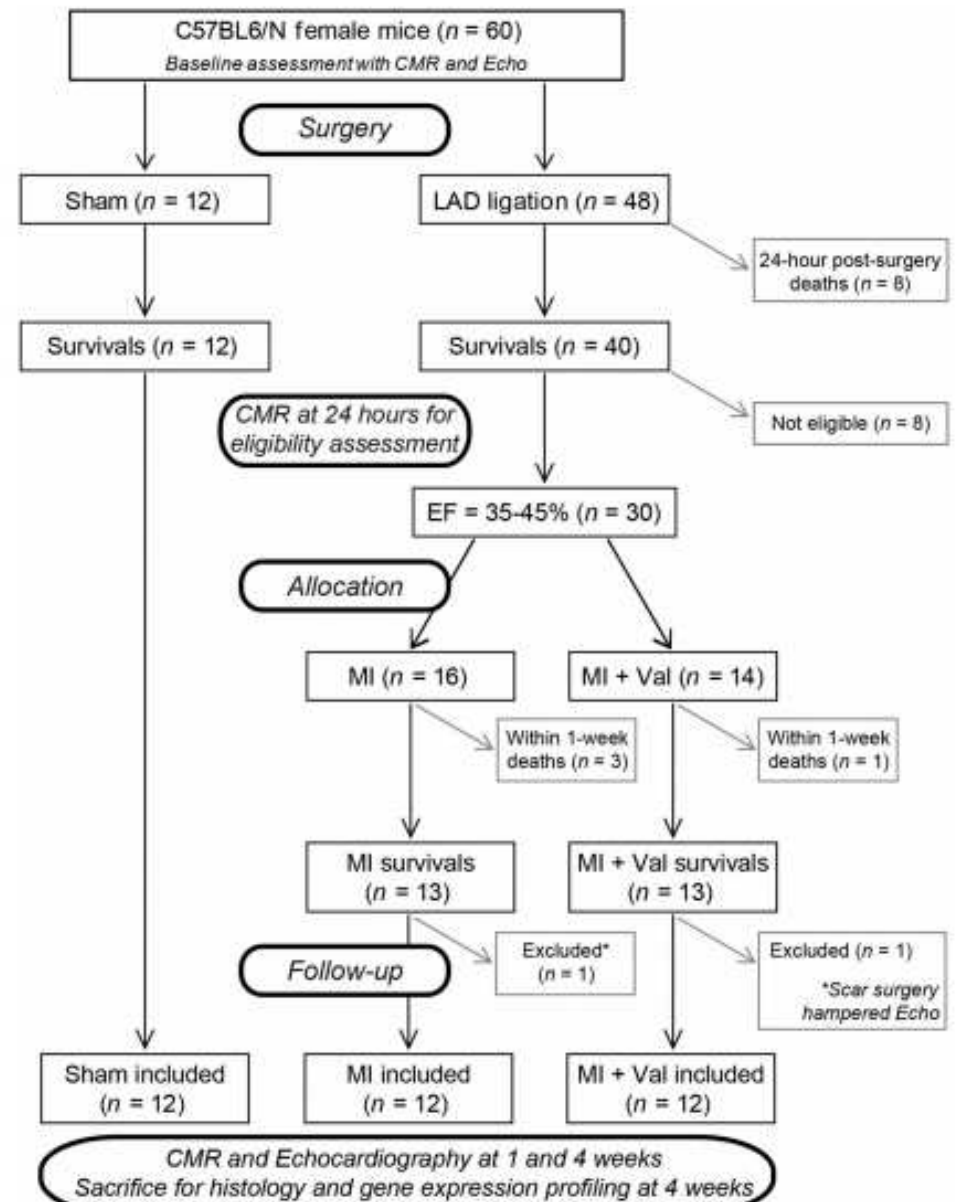 C57BL6/N female mice (n = 60)
Baseline assessment with CMR and Echo
Surgery
Sham (n = 12)
LAD ligation (n = 48)
24-hour post-surgery
deaths (n = 8)
Survivals (n = 12)
Survivals (n = 40)
CMR at 24 hours for
eligibility assessment
Not eligible (n = 8)
EF = 35-45% (n = 30)
Allocation
MI (n = 16)
MI + Val (n = 14)
Within 1-week
deaths (n = 3)
Within 1-week
deaths (n = 1)
MI survivals
(n = 13)
MI + Val survivals
(n = 13)
Follow-up
Excluded*
(n = 1)
Excluded (n = 1)
*Scar surgery
hampered Echo
Sham included
(n = 12)
MI included
(n = 12)
MI + Val included
(n = 12)
CMR and Echocardiography at 1 and 4 weeks
Sacrifice for histology and gene expression profiling at 4 weeks